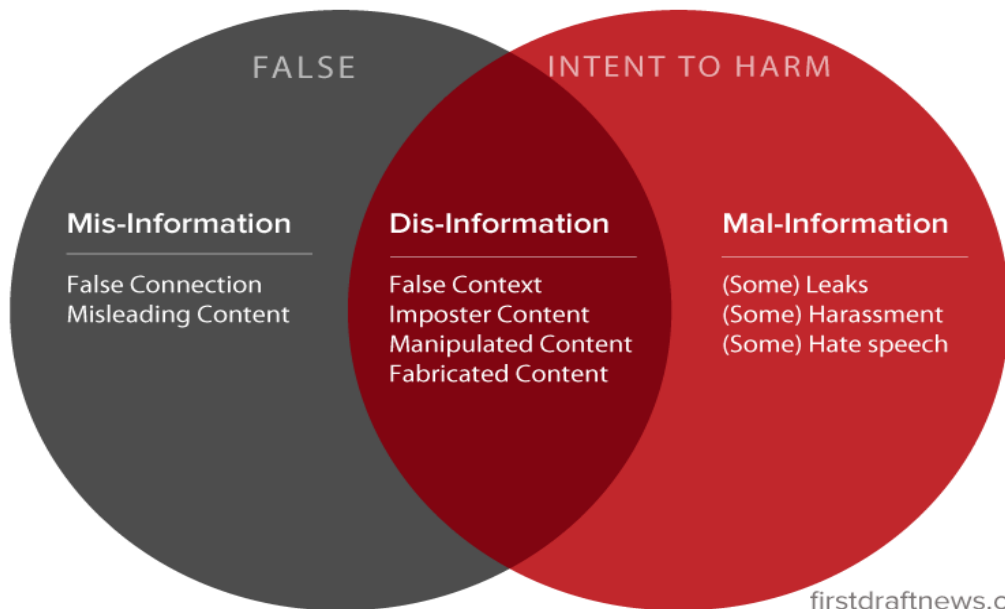 FALSE
INTENT TO HARM
Mis-Information
False Connection
Misleading Content
Dis-Information
False Context
Imposter Content
Manipulated Content
Fabricated Content
Mal-Information
(Some) Leaks
(Some) Harassment
(Some) Hate speech
firstdraftnews.o